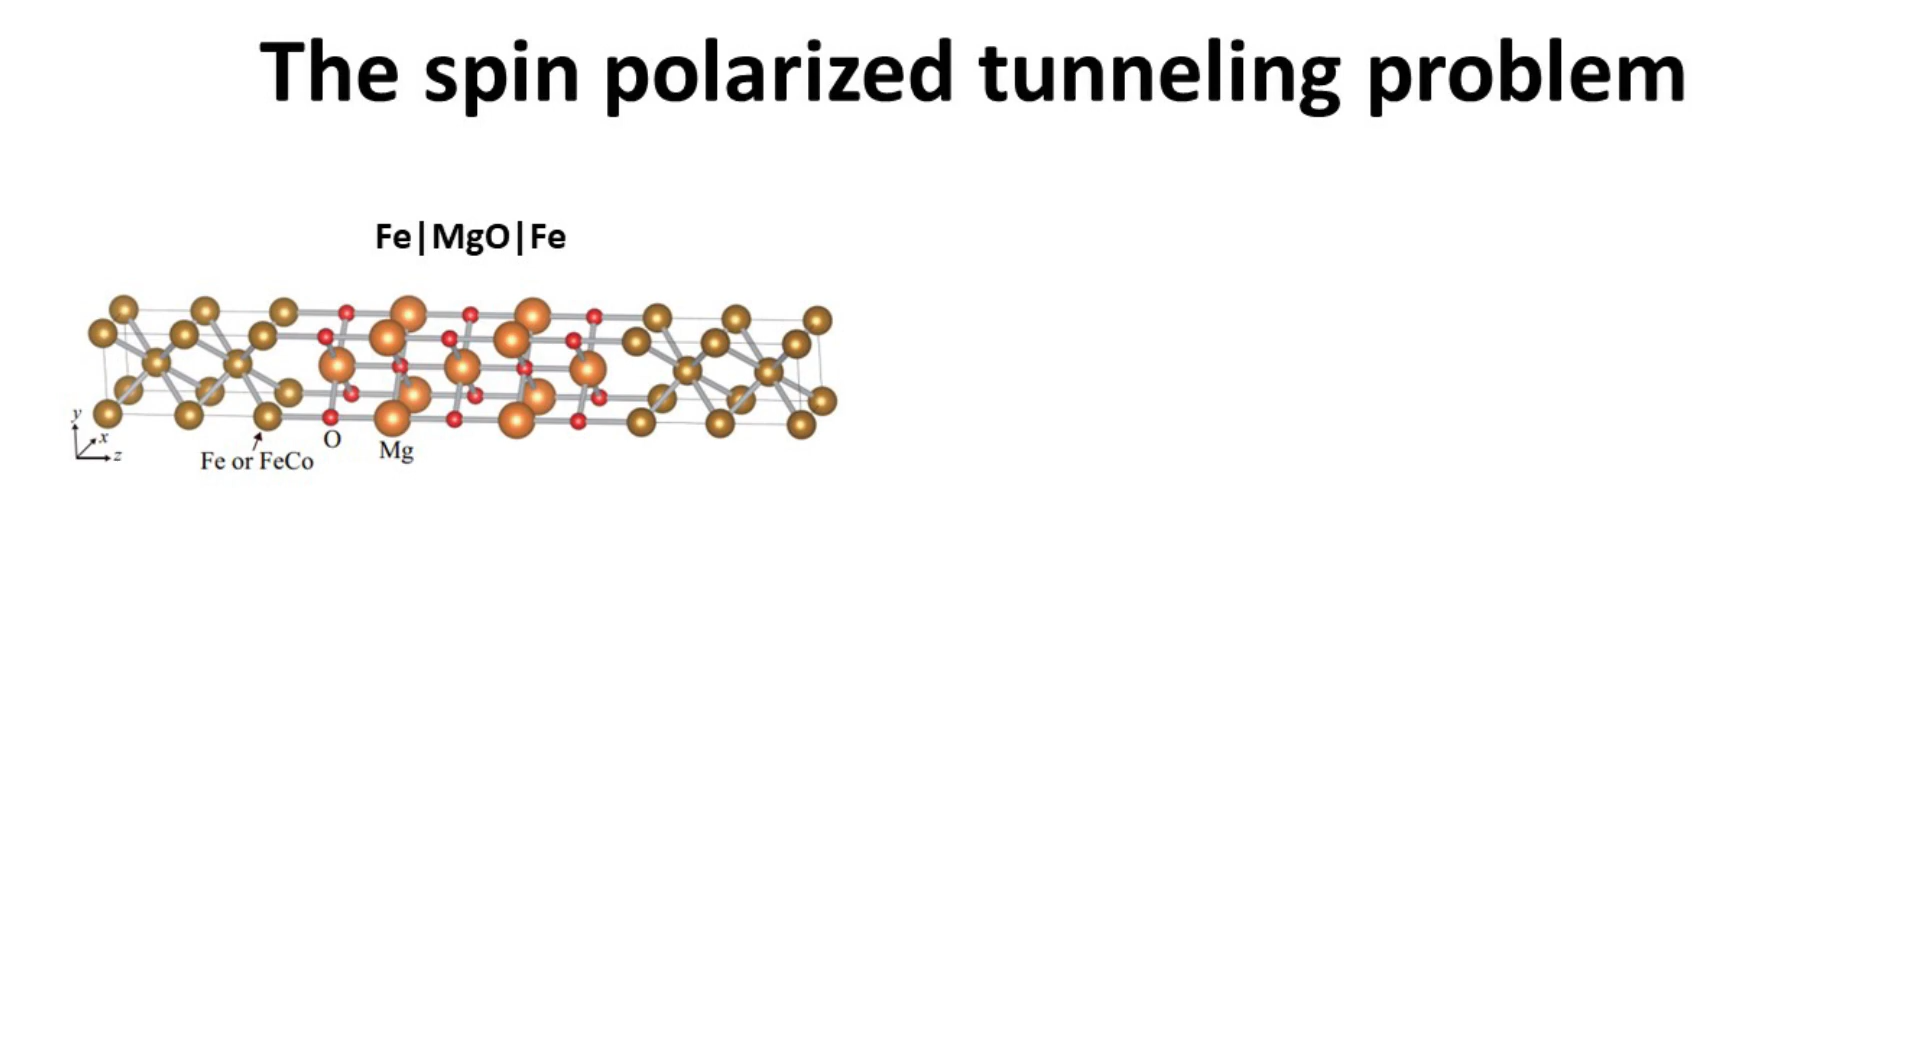 The spin polarized tunneling problem
Fe|MgO|Fe
y
x
z
Fe or FeCo
O
Mg